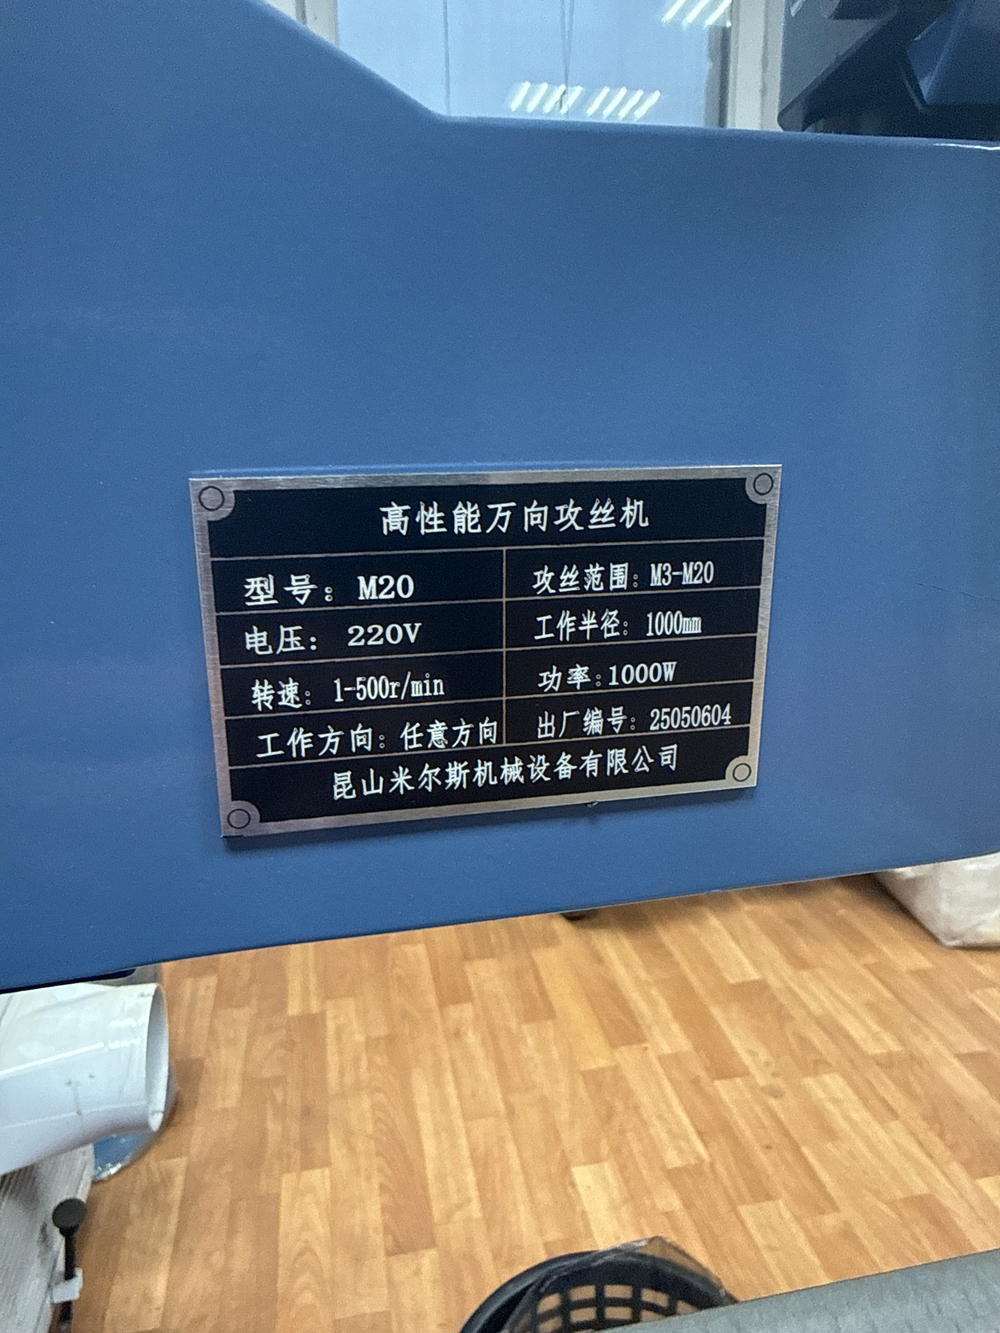 高性能万向攻丝机
型号：M20
攻丝范围：M3-M20
电压：220V
工作半径：1000mm
转速：1-500r/min
功率：1000W
工作方向：任意方向
出厂编号：25050604
昆山米尔斯机械设备有限公司